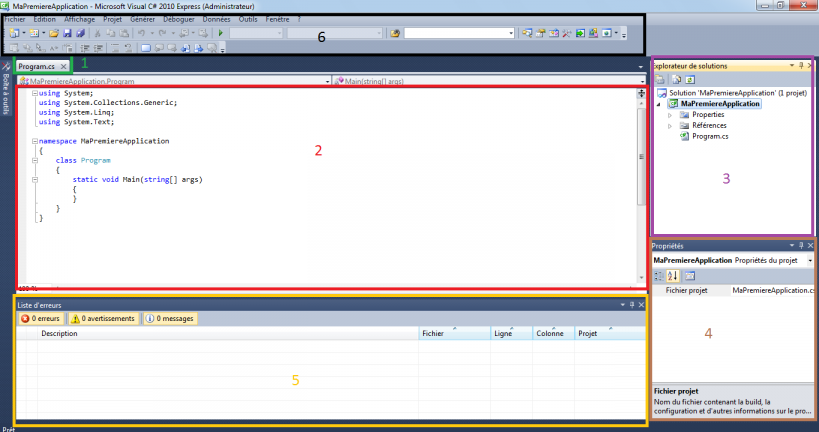 MaPremiereApplication - Microsoft Visual C# 2010 Express (Administrateur)
Fichier Edition Affichage Projet Générer Déboguer Données Outils Fenêtre ?
6
Boîte à outils
Program.cs
1
MaPremiereApplication.Program
Main(string[] args)
using System;
using System.Collections.Generic;
using System.Linq;
using System.Text;
namespace MaPremiereApplication
{
class Program
{
static void Main(string[] args)
{
}
}
}
2
100 %
Explorateur de solutions
Solution 'MaPremiereApplication' (1 projet)
MaPremiereApplication
Properties
Références
Program.cs
3
Propriétés
MaPremiereApplication Propriétés du projet
Fichier projet MaPremiereApplication.cs
4
Fichier projet
Nom du fichier contenant la build, la
configuration et d'autres informations sur le pro...
Liste d'erreurs
0 erreurs 0 avertissements 0 messages
Description Fichier Ligne Colonne Projet
5
Prêt